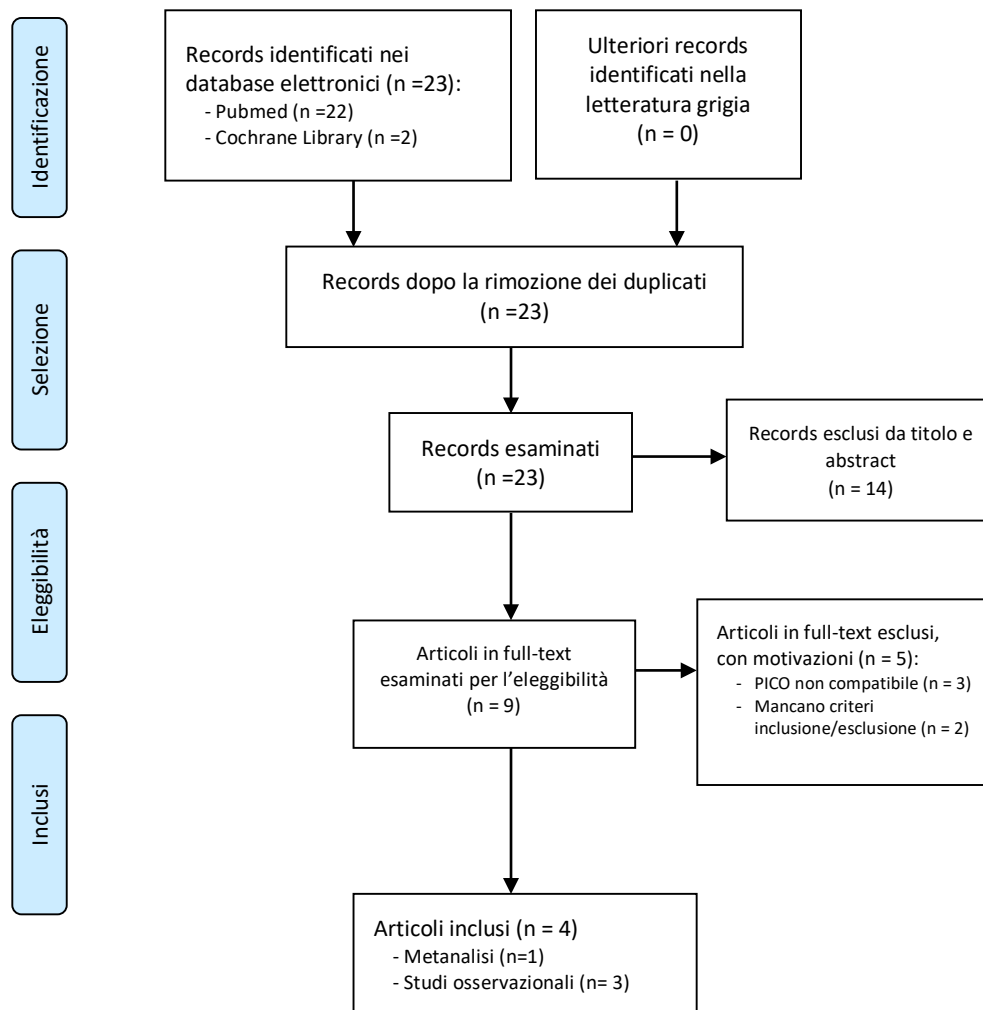 Identificazione
Records identificati nei
database elettronici (n =23):
- Pubmed (n =22)
- Cochrane Library (n =2)
Ulteriori records
identificati nella
letteratura grigia
(n = 0)
Selezione
Records dopo la rimozione dei duplicati
(n =23)
Records esaminati
(n =23)
Records esclusi da titolo e
abstract
(n = 14)
Eleggibilità
Articoli in full-text
esaminati per l'eleggibilità
(n = 9)
Articoli in full-text esclusi,
con motivazioni (n = 5):
- PICO non compatibile (n = 3)
- Mancano criteri
inclusione/esclusione (n = 2)
Inclusi
Articoli inclusi (n = 4)
- Metanalisi (n=1)
- Studi osservazionali (n= 3)